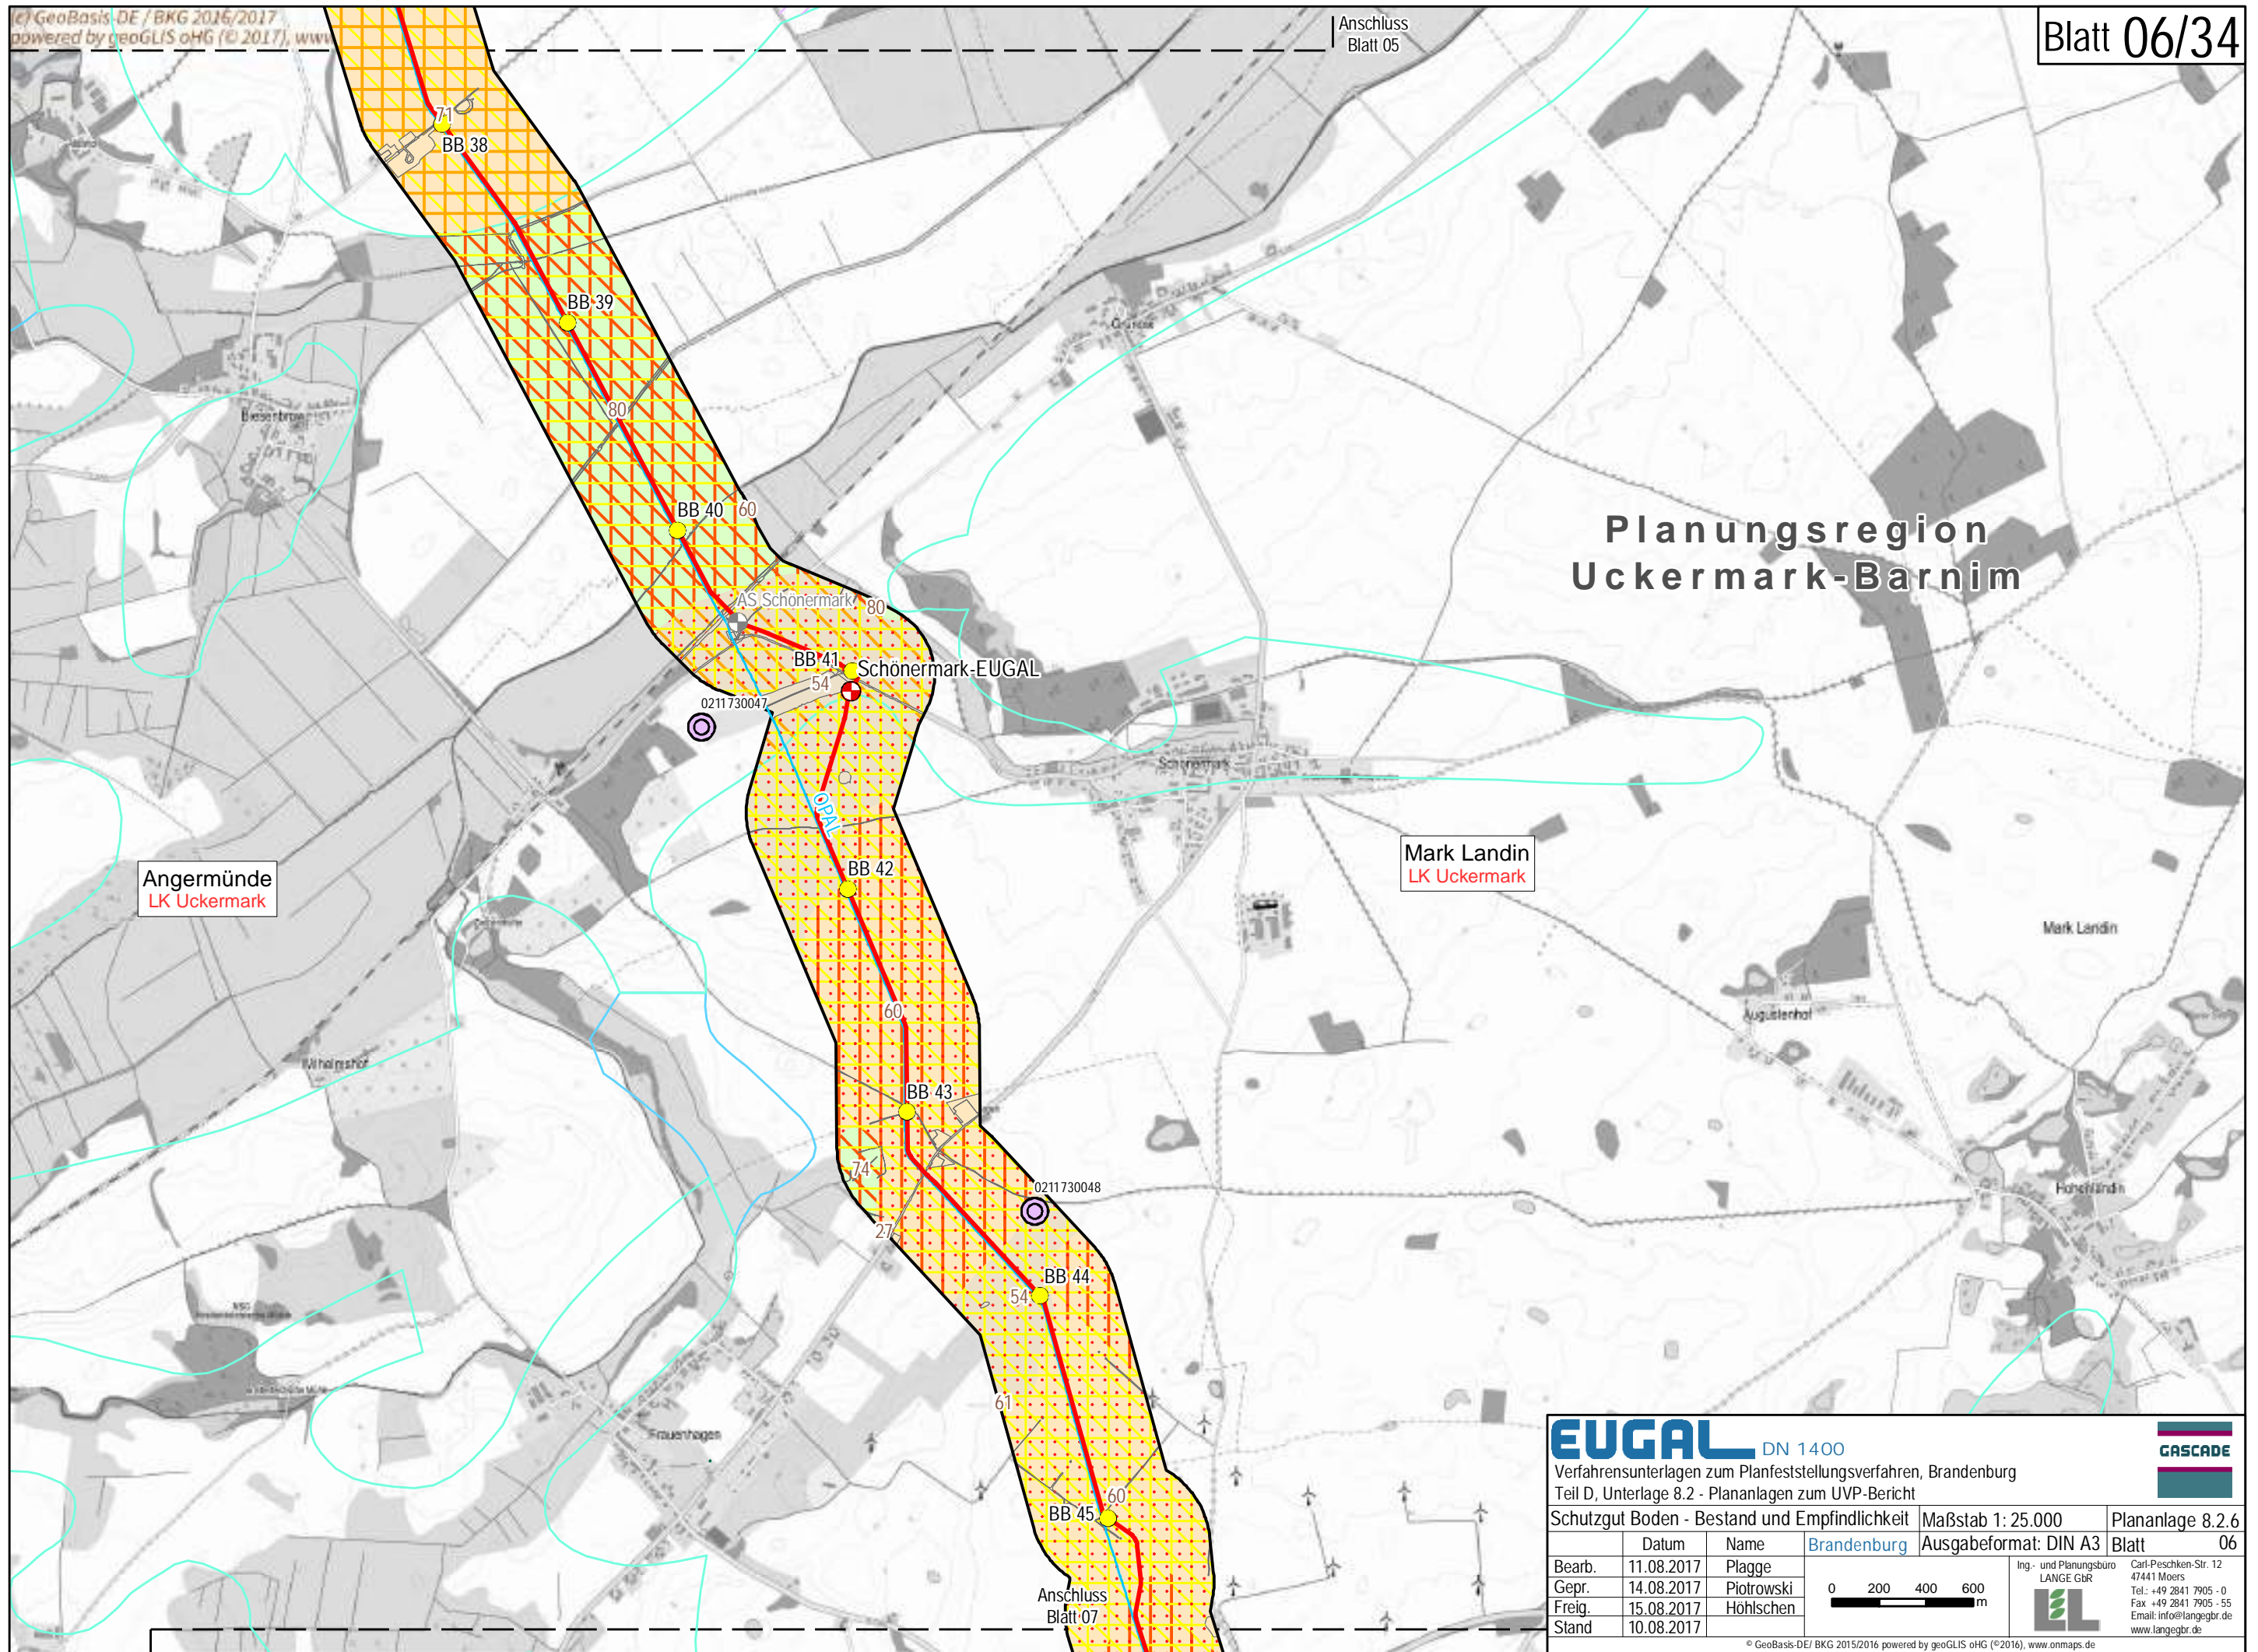 (c) GeoBasis-DE / BKG 2016/2017
powered by geoGLIS oHG (© 2017), www
Anschluss
Blatt 05
Blatt 06/34
71
BB 38
BB 39
Grünow
Biesenbrow
80
BB 40
60
Planungsregion
Uckermark-Barnim
AS Schönermark
80
BB 41
Schönermark-EUGAL
54
0211730047
Schönermark
OPAL
BB 42
Angermünde
LK Uckermark
Mark Landin
LK Uckermark
Mark Landin
60
Augustenhof
Wilhelmshof
BB 43
74
0211730048
Hohenlandin
27
BB 44
54
61
Frauenhagen
60
BB 45
Anschluss
Blatt 07
EUGAL DN 1400
GASCADE
Verfahrensunterlagen zum Planfeststellungsverfahren, Brandenburg
Teil D, Unterlage 8.2 - Plananlagen zum UVP-Bericht
Schutzgut Boden - Bestand und Empfindlichkeit Maßstab 1: 25.000 Plananlage 8.2.6
Datum Name Brandenburg Ausgabeformat: DIN A3 Blatt 06
Bearb. 11.08.2017 Plagge
Gepr. 14.08.2017 Piotrowski
Freig. 15.08.2017 Höhlschen
Stand 10.08.2017
0 200 400 600
m
Ing.- und Planungsbüro
LANGE GbR
Carl-Peschken-Str. 12
47441 Moers
Tel.: +49 2841 7905 - 0
Fax +49 2841 7905 - 55
Email: info@langegbr.de
www.langegbr.de
© GeoBasis-DE/ BKG 2015/2016 powered by geoGLIS oHG (©2016), www.onmaps.de